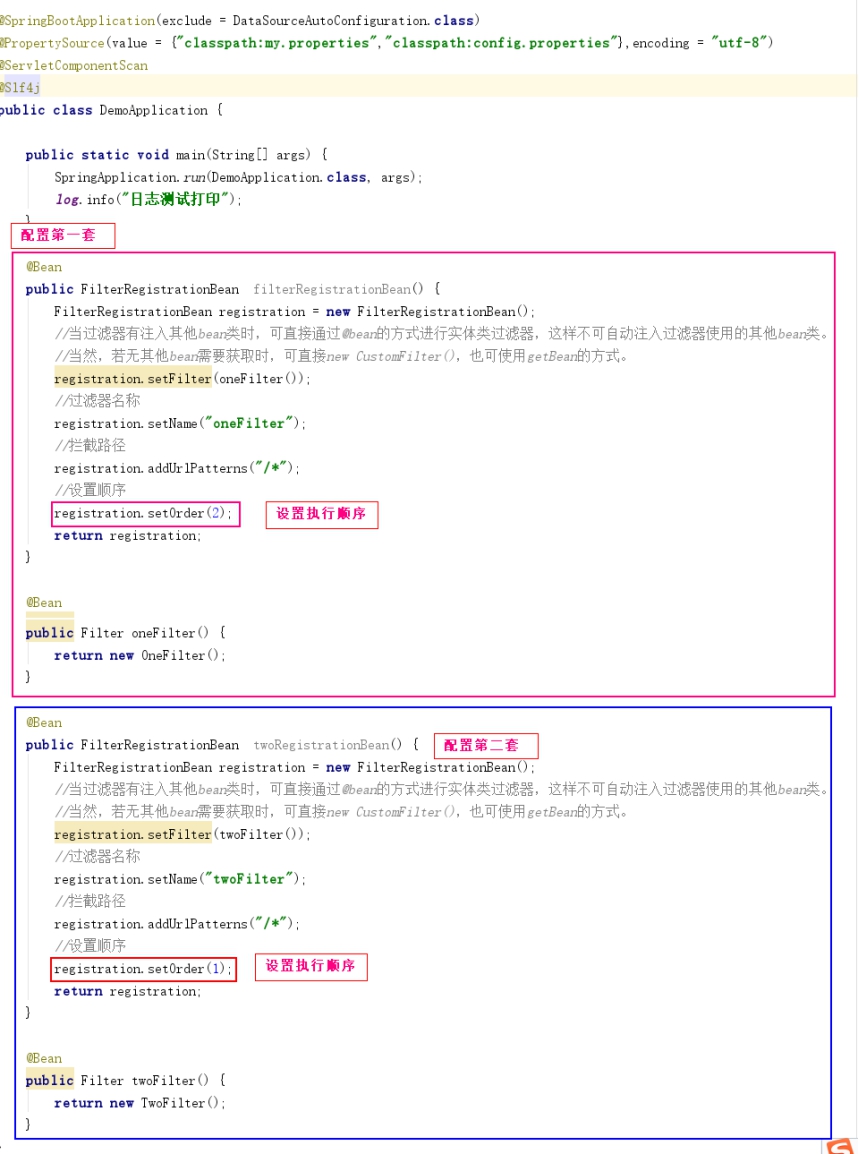 @SpringBootApplication(exclude = DataSourceAutoConfiguration.class)
@PropertySource(value = {"classpath:my.properties","classpath:config.properties"},encoding = "utf-8")
@ServletComponentScan
@Slf4j
public class DemoApplication {
public static void main(String[] args) {
SpringApplication.run(DemoApplication.class, args);
log.info("日志测试打印");
}
配置第一套
@Bean
public FilterRegistrationBean filterRegistrationBean() {
FilterRegistrationBean registration = new FilterRegistrationBean();
//当过滤器有注入其他bean类时，可直接通过@bean的方式进行实体类过滤器，这样不可自动注入过滤器使用的其他bean类。
//当然，若无其他bean需要获取时，可直接new CustomFilter()，也可使用getBean的方式。
registration.setFilter(oneFilter());
//过滤器名称
registration.setName("oneFilter");
//拦截路径
registration.addUrlPatterns("/*");
//设置顺序
registration.setOrder(2); 设置执行顺序
return registration;
}
@Bean
public Filter oneFilter() {
return new OneFilter();
}
@Bean
public FilterRegistrationBean twoRegistrationBean() { 配置第二套
FilterRegistrationBean registration = new FilterRegistrationBean();
//当过滤器有注入其他bean类时，可直接通过@bean的方式进行实体类过滤器，这样不可自动注入过滤器使用的其他bean类。
//当然，若无其他bean需要获取时，可直接new CustomFilter()，也可使用getBean的方式。
registration.setFilter(twoFilter());
//过滤器名称
registration.setName("twoFilter");
//拦截路径
registration.addUrlPatterns("/*");
//设置顺序
registration.setOrder(1); 设置执行顺序
return registration;
}
@Bean
public Filter twoFilter() {
return new TwoFilter();
}